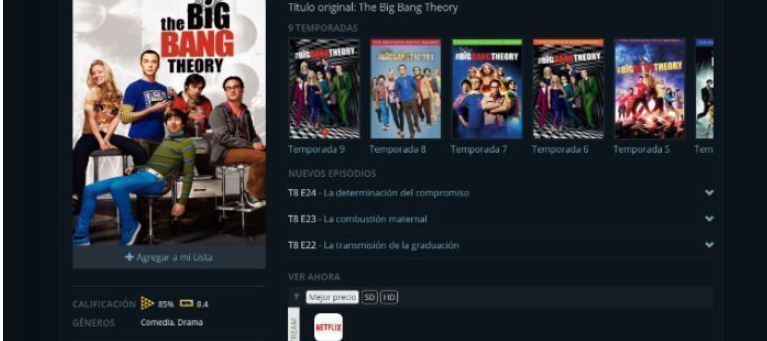 the BIG
BANG
THEORY
Agregar a mi Lista
CALIFICACIÓN 85% 8.4
GÉNEROS Comedia, Drama
Título original: The Big Bang Theory
9 TEMPORADAS
Temporada 9 Temporada 8 Temporada 7 Temporada 6 Temporada 5 Tem
NUEVOS EPISODIOS
T8 E24 - La determinación del compromiso
T8 E23 - La combustión maternal
T8 E22 - La transmisión de la graduación
VER AHORA
Mejor precio SD HD
NETFLIX